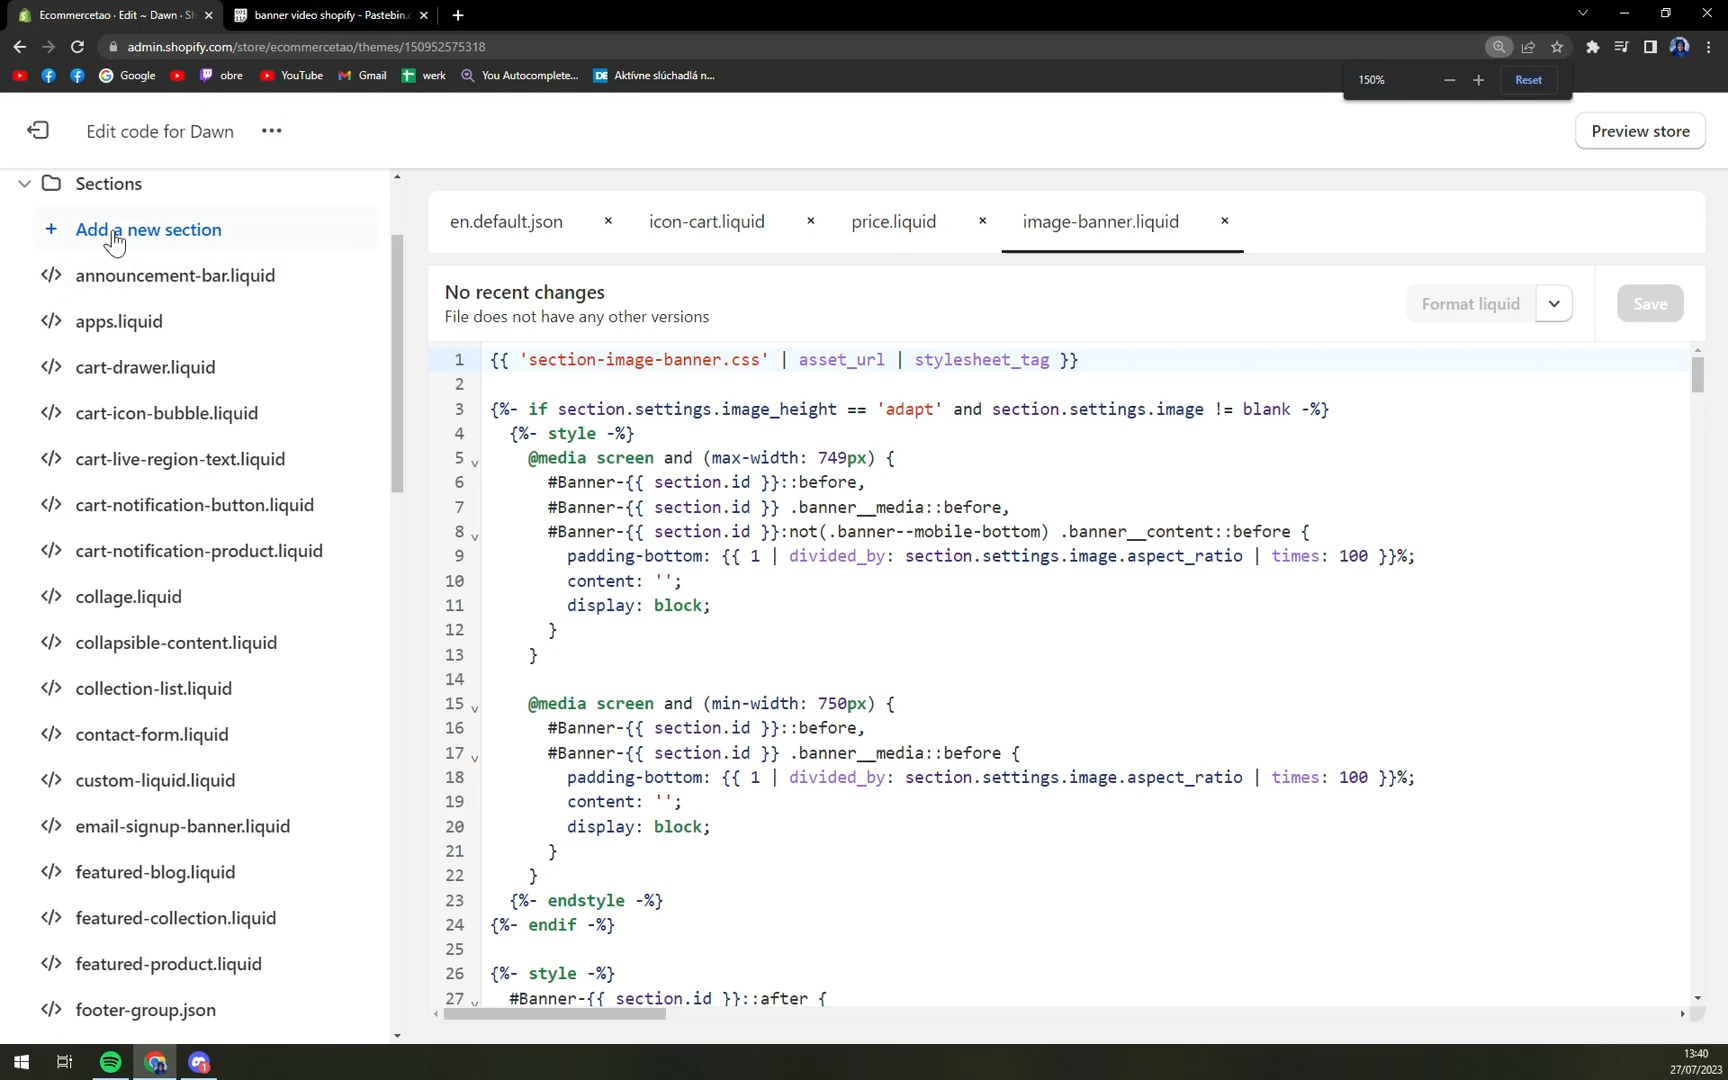 Ecommercetao · Edit ~ Dawn · Sh
banner video shopify - Pastebin.
admin.shopify.com/store/ecommercetao/themes/150952575318
Google
obre
YouTube
Gmail
werk
You Autocomplete...
Aktívne slúchadlá n...
150%
Reset
Edit code for Dawn
Preview store
Sections
Add a new section
announcement-bar.liquid
apps.liquid
cart-drawer.liquid
cart-icon-bubble.liquid
cart-live-region-text.liquid
cart-notification-button.liquid
cart-notification-product.liquid
collage.liquid
collapsible-content.liquid
collection-list.liquid
contact-form.liquid
custom-liquid.liquid
email-signup-banner.liquid
featured-blog.liquid
featured-collection.liquid
featured-product.liquid
footer-group.json
en.default.json
icon-cart.liquid
price.liquid
image-banner.liquid
No recent changes
File does not have any other versions
Format liquid
Save
1 {{ 'section-image-banner.css' | asset_url | stylesheet_tag }}
2
3 {%- if section.settings.image_height == 'adapt' and section.settings.image != blank -%}
4 {%- style -%}
5 @media screen and (max-width: 749px) {
6 #Banner-{{ section.id }}::before,
7 #Banner-{{ section.id }} .banner__media::before,
8 #Banner-{{ section.id }}:not(.banner--mobile-bottom) .banner__content::before {
9 padding-bottom: {{ 1 | divided_by: section.settings.image.aspect_ratio | times: 100 }}%;
10 content: '';
11 display: block;
12 }
13 }
14
15 @media screen and (min-width: 750px) {
16 #Banner-{{ section.id }}::before,
17 #Banner-{{ section.id }} .banner__media::before {
18 padding-bottom: {{ 1 | divided_by: section.settings.image.aspect_ratio | times: 100 }}%;
19 content: '';
20 display: block;
21 }
22 }
23 {%- endstyle -%}
24 {%- endif -%}
25
26 {%- style -%}
27 #Banner-{{ section.id }}::after {
13:40
27/07/2023